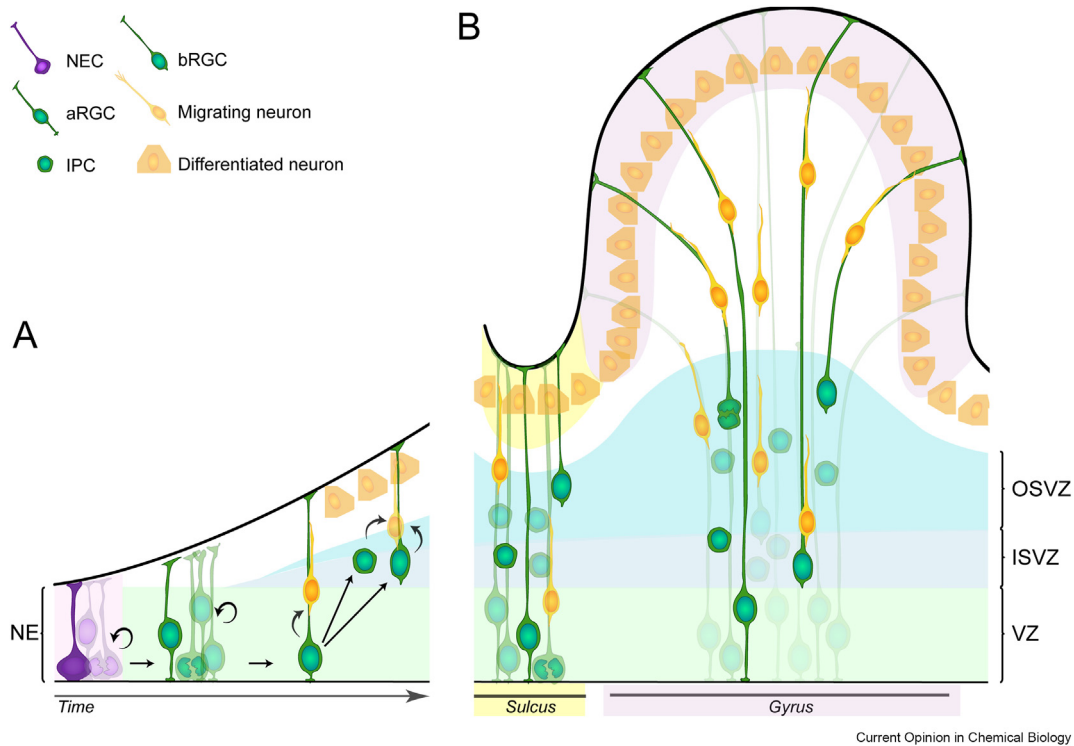 NEC
bRGC
aRGC
Migrating neuron
IPC
Differentiated neuron
A
NE
Time
B
OSVZ
ISVZ
VZ
Sulcus
Gyrus
Current Opinion in Chemical Biology